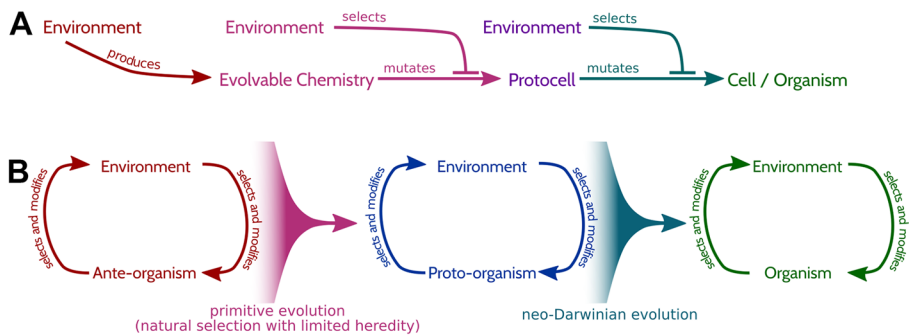 A
Environment
produces
Environment
selects
Evolvable Chemistry
mutates
Environment
selects
Protocell
mutates
Cell / Organism
B
selects and modifies
Environment
selects and modifies
Ante-organism
primitive evolution
(natural selection with limited heredity)
selects and modifies
Environment
selects and modifies
Proto-organism
neo-Darwinian evolution
selects and modifies
Environment
selects and modifies
Organism